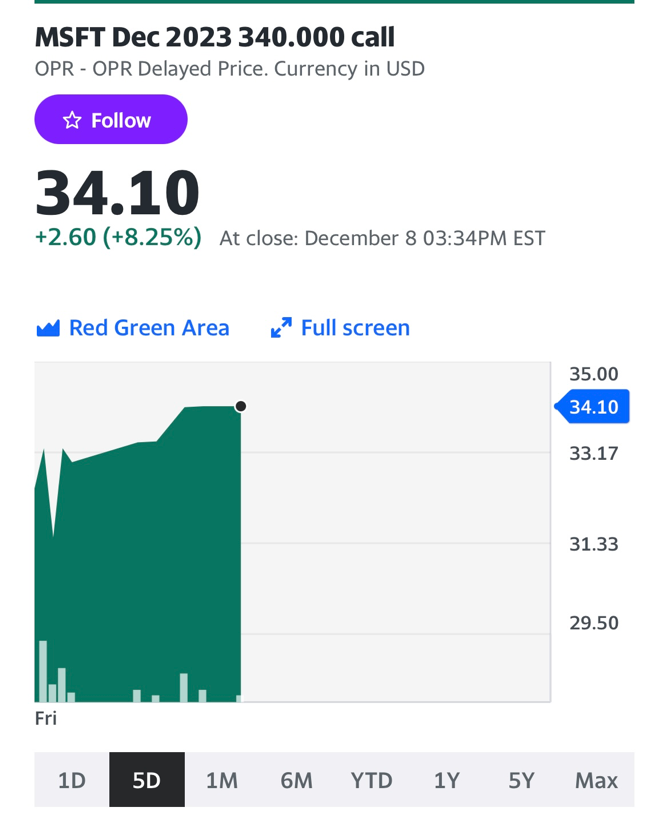 MSFT Dec 2023 340.000 call
OPR - OPR Delayed Price. Currency in USD
Follow
34.10
+2.60 (+8.25%) At close: December 8 03:34PM EST
Red Green Area Full screen
35.00
34.10
33.17
31.33
29.50
Fri
1D 5D 1M 6M YTD 1Y 5Y Max